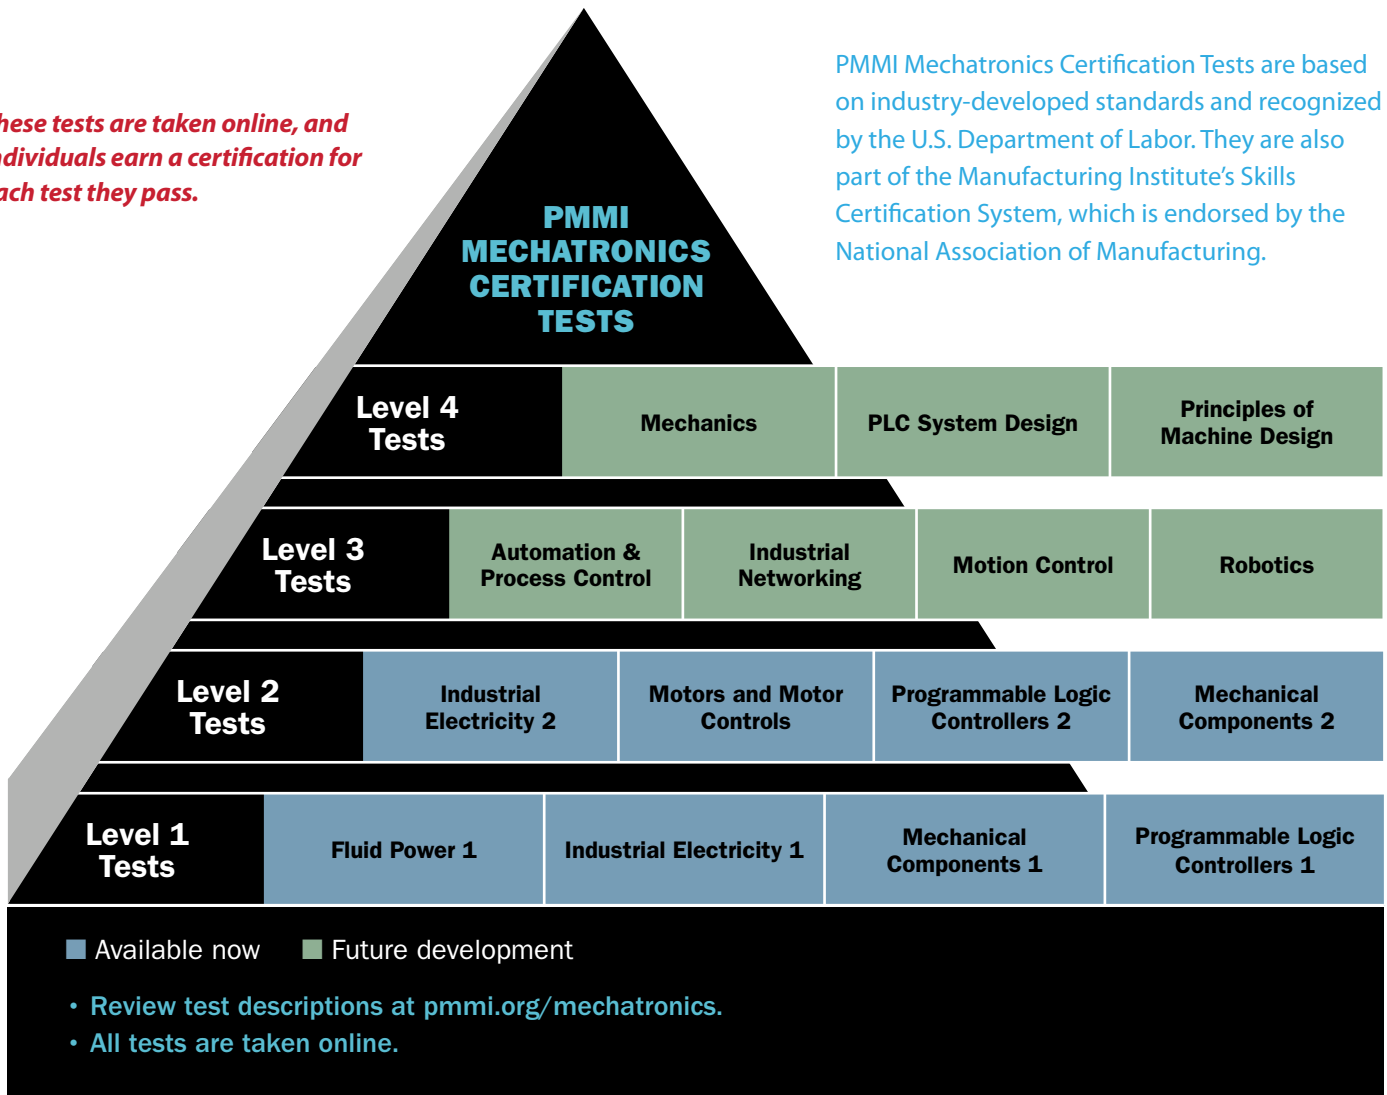 hese tests are taken online, and
ndividuals earn a certification for
ach test they pass.
PMMI Mechatronics Certification Tests are based
on industry-developed standards and recognized
by the U.S. Department of Labor. They are also
part of the Manufacturing Institute’s Skills
Certification System, which is endorsed by the
National Association of Manufacturing.
PMMI
MECHATRONICS
CERTIFICATION
TESTS
Level 4
Tests
Mechanics
PLC System Design
Principles of
Machine Design
Level 3
Tests
Automation &
Process Control
Industrial
Networking
Motion Control
Robotics
Level 2
Tests
Industrial
Electricity 2
Motors and Motor
Controls
Programmable Logic
Controllers 2
Mechanical
Components 2
Level 1
Tests
Fluid Power 1
Industrial Electricity 1
Mechanical
Components 1
Programmable Logic
Controllers 1
Available now
Future development
• Review test descriptions at pmmi.org/mechatronics.
• All tests are taken online.